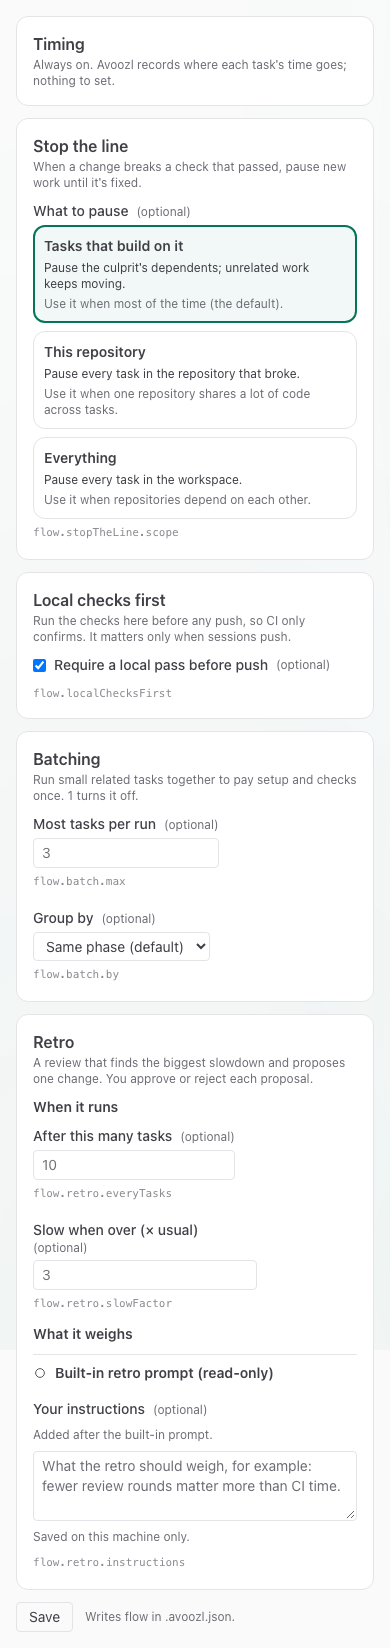 Timing
Always on. Avoozl records where each task's time goes;
nothing to set.
Stop the line
When a change breaks a check that passed, pause new
work until it's fixed.
What to pause (optional)
Tasks that build on it
Pause the culprit's dependents; unrelated work
keeps moving.
Use it when most of the time (the default).
This repository
Pause every task in the repository that broke.
Use it when one repository shares a lot of code
across tasks.
Everything
Pause every task in the workspace.
Use it when repositories depend on each other.
flow.stopTheLine.scope
Local checks first
Run the checks here before any push, so CI only
confirms. It matters only when sessions push.
Require a local pass before push (optional)
flow.localChecksFirst
Batching
Run small related tasks together to pay setup and checks
once. 1 turns it off.
Most tasks per run (optional)
3
flow.batch.max
Group by (optional)
Same phase (default)
flow.batch.by
Retro
A review that finds the biggest slowdown and proposes
one change. You approve or reject each proposal.
When it runs
After this many tasks (optional)
10
flow.retro.everyTasks
Slow when over (× usual)
(optional)
3
flow.retro.slowFactor
What it weighs
Built-in retro prompt (read-only)
Your instructions (optional)
Added after the built-in prompt.
What the retro should weigh, for example:
fewer review rounds matter more than CI time.
Saved on this machine only.
flow.retro.instructions
Save Writes flow in .avoozl.json.